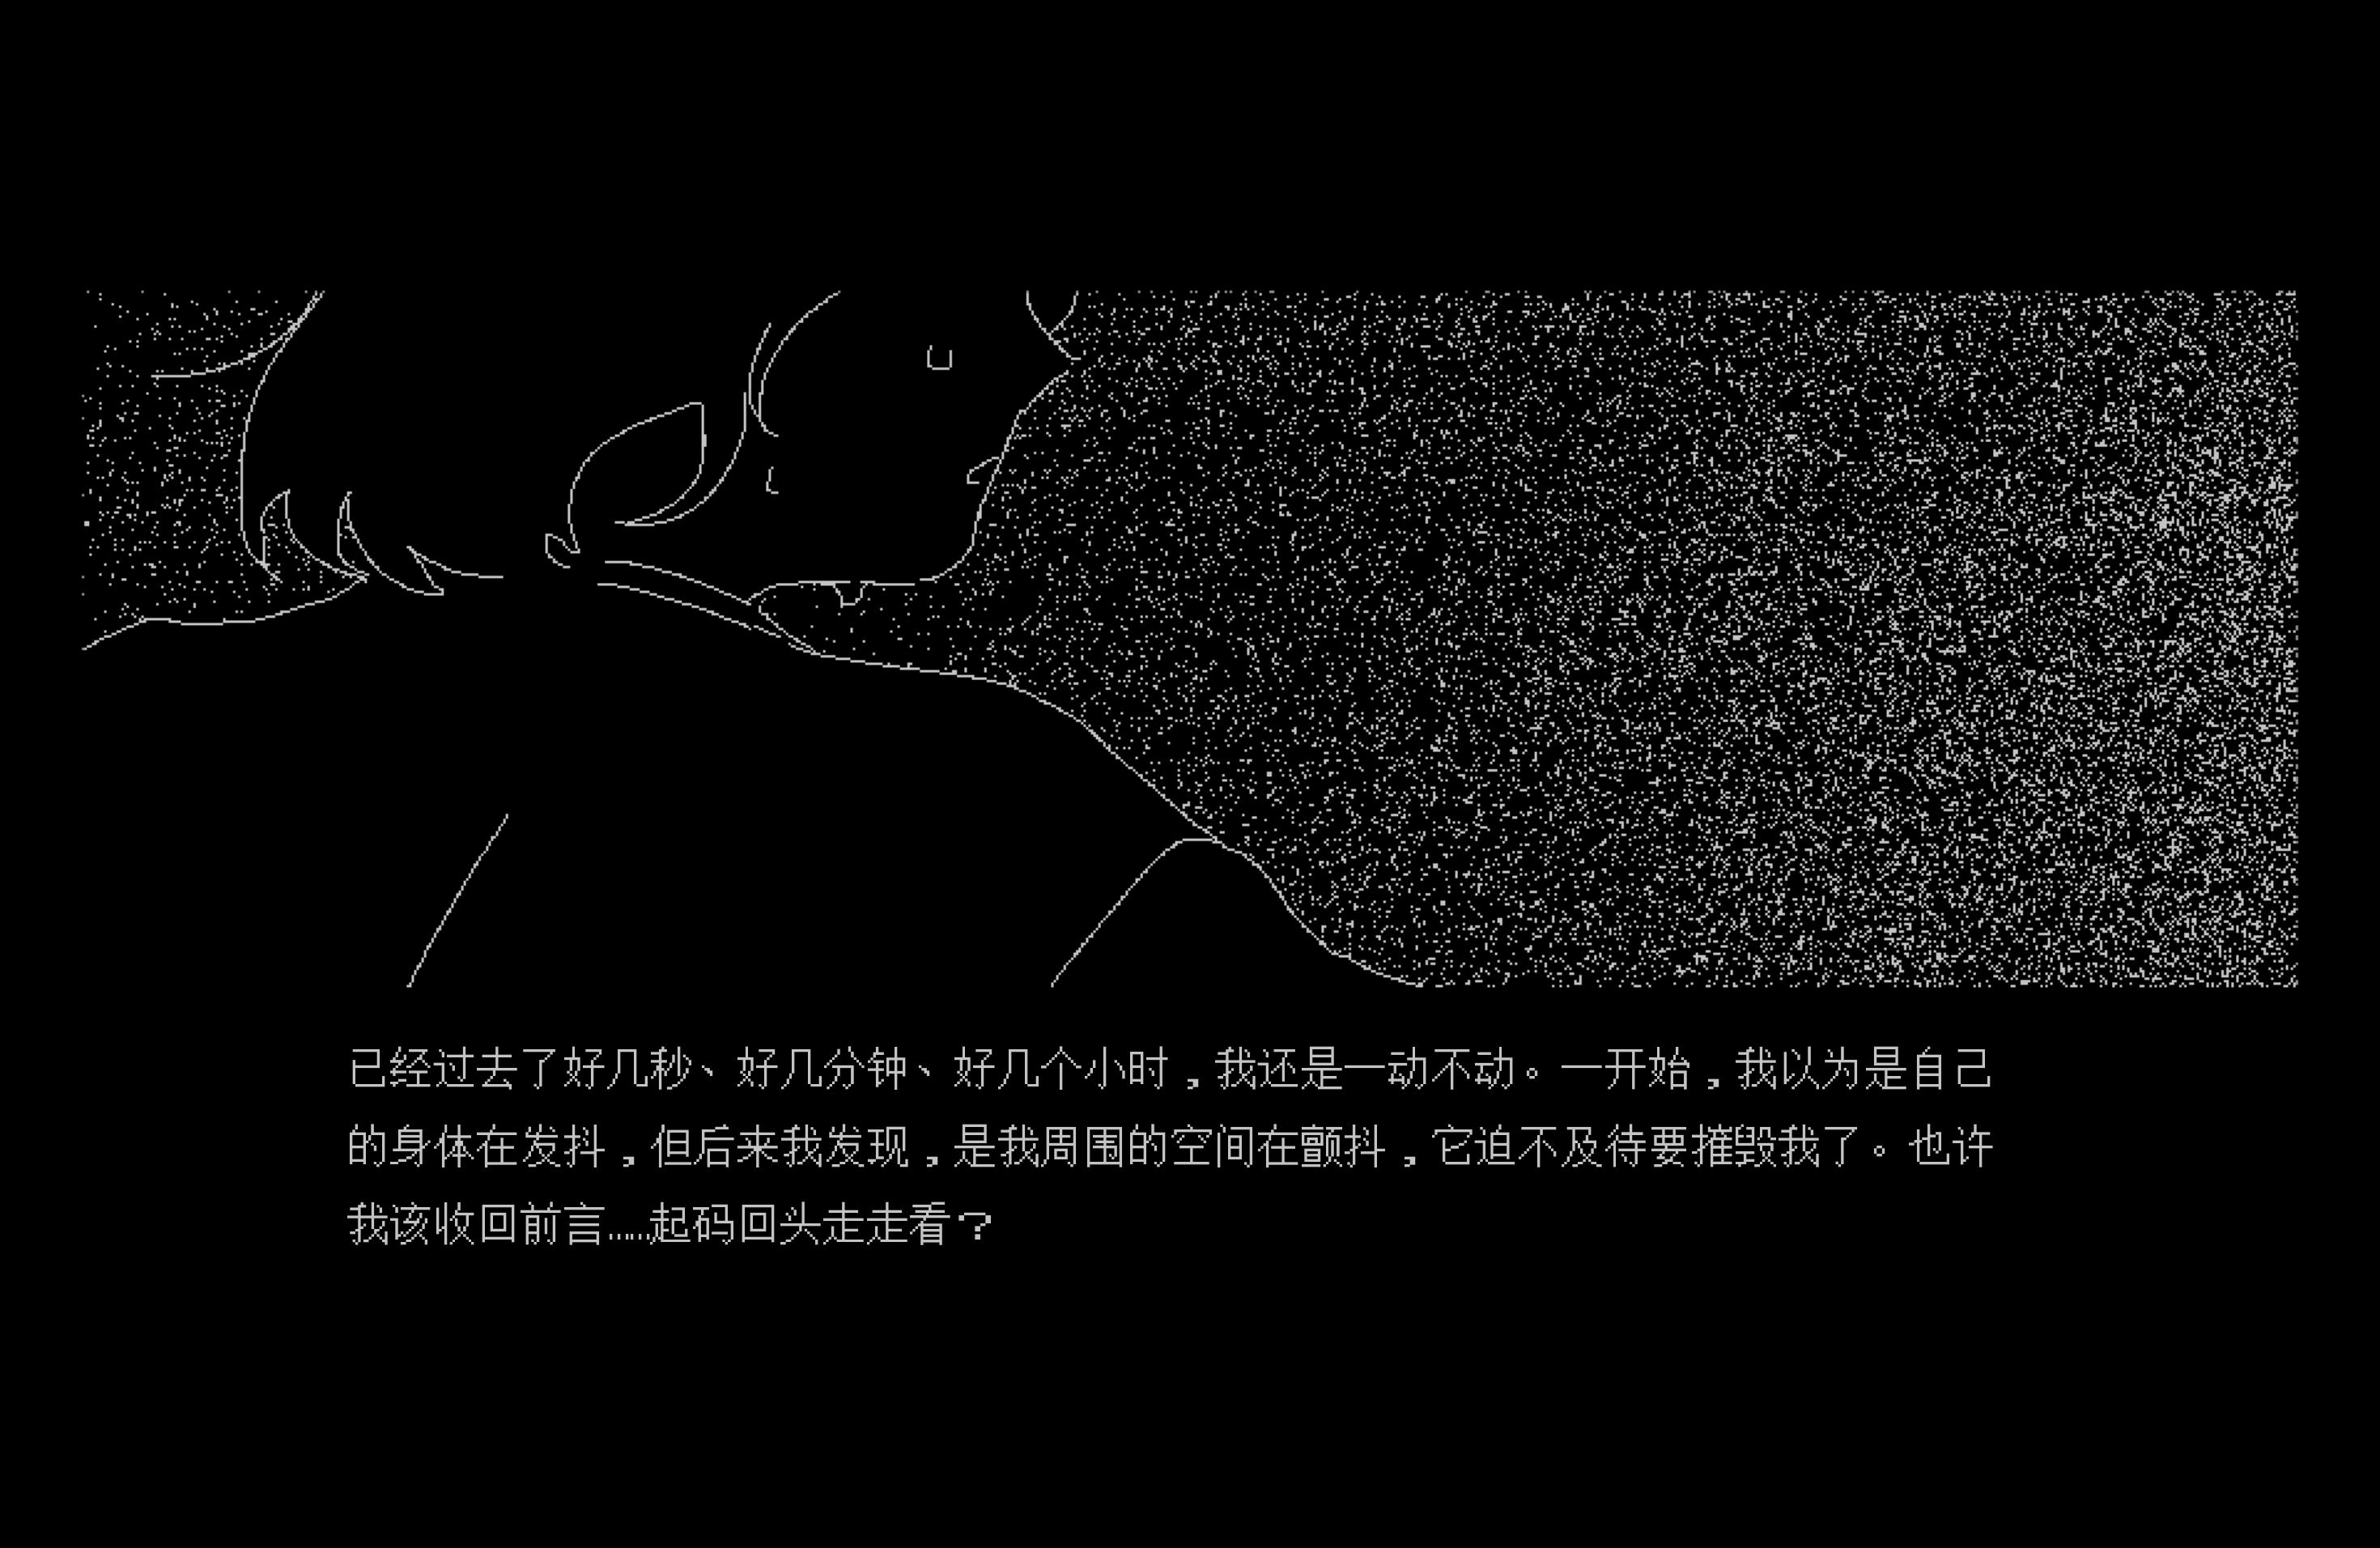 已经过去了好几秒、好几分钟、好几个小时，我还是一动不动。一开始，我以为是自己
的身体在发抖，但后来我发现，是我周围的空间在颤抖，它迫不及待要摧毁我了。也许
我该收回前言……起码回头走走看？